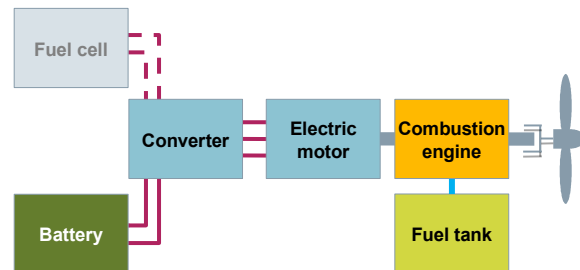 Fuel cell
Converter
Electric
motor
Combustion
engine
Battery
Fuel tank